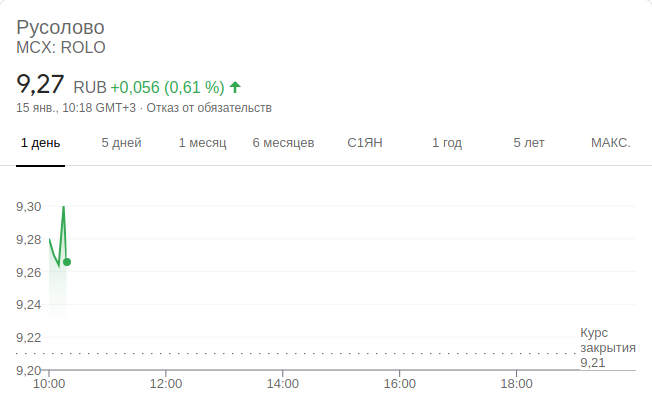 Русолово
MCX: ROLO
9,27 RUB +0,056 (0,61 %)
15 янв., 10:18 GMT+3 · Отказ от обязательств
1 день 5 дней 1 месяц 6 месяцев С1ЯН 1 год 5 лет МАКС.
9,30
9,28
9,26
9,24
9,22
9,20
Курс
закрытия
9,21
10:00 12:00 14:00 16:00 18:00